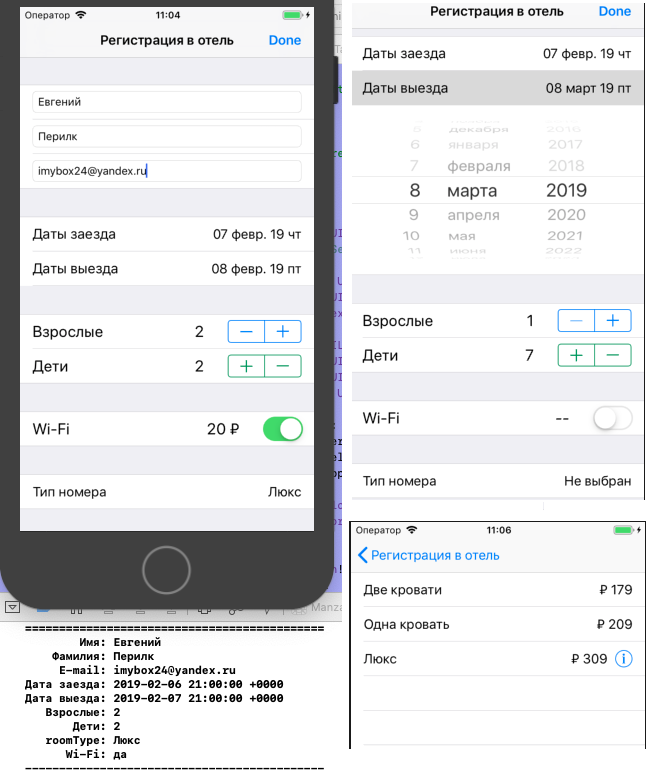 Оператор
11:04
Регистрация в отель
Done
Евгений
Перилк
imybox24@yandex.ru
Даты заезда
07 февр. 19 чт
Даты выезда
08 февр. 19 пт
Взрослые
2
−
+
Дети
2
+
−
Wi-Fi
20 ₽
Тип номера
Люкс
Manza
==============================================
Имя: Евгений
Фамилия: Перилк
E-mail: imybox24@yandex.ru
Дата заезда: 2019-02-06 21:00:00 +0000
Дата выезда: 2019-02-07 21:00:00 +0000
Взрослые: 2
Дети: 2
roomType: Люкс
Wi-Fi: да
----------------------------------------------
Регистрация в отель
Done
Даты заезда
07 февр. 19 чт
Даты выезда
08 март 19 пт
5 декабря 2016
6 января 2017
7 февраля 2018
8 марта 2019
9 апреля 2020
10 мая 2021
11 июня 2022
Взрослые
1
−
+
Дети
7
+
−
Wi-Fi
--
Тип номера
Не выбран
Оператор
11:06
Регистрация в отель
Две кровати
₽ 179
Одна кровать
₽ 209
Люкс
₽ 309